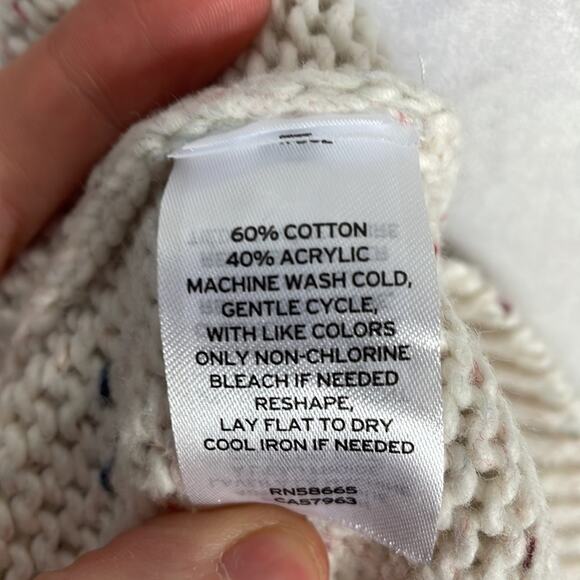 60% COTTON
40% ACRYLIC
MACHINE WASH COLD,
GENTLE CYCLE,
WITH LIKE COLORS
ONLY NON-CHLORINE
BLEACH IF NEEDED
RESHAPE,
LAY FLAT TO DRY
COOL IRON IF NEEDED
RN58665
CA57963